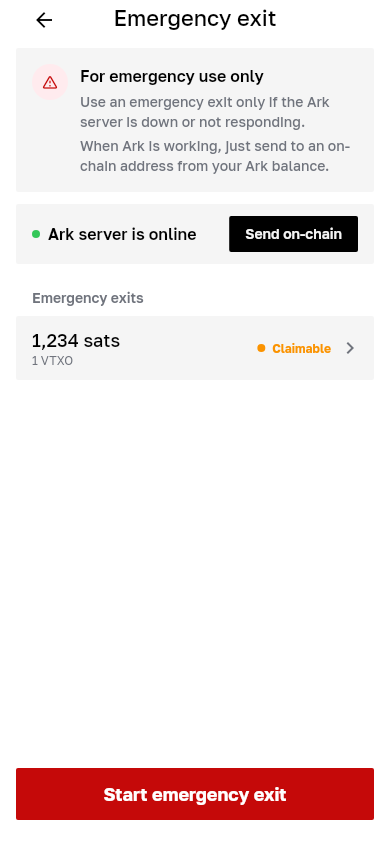 Emergency exit
For emergency use only
Use an emergency exit only if the Ark
server is down or not responding.
When Ark is working, just send to an on-
chain address from your Ark balance.
Ark server is online
Send on-chain
Emergency exits
1,234 sats
Claimable
1 VTXO
Start emergency exit